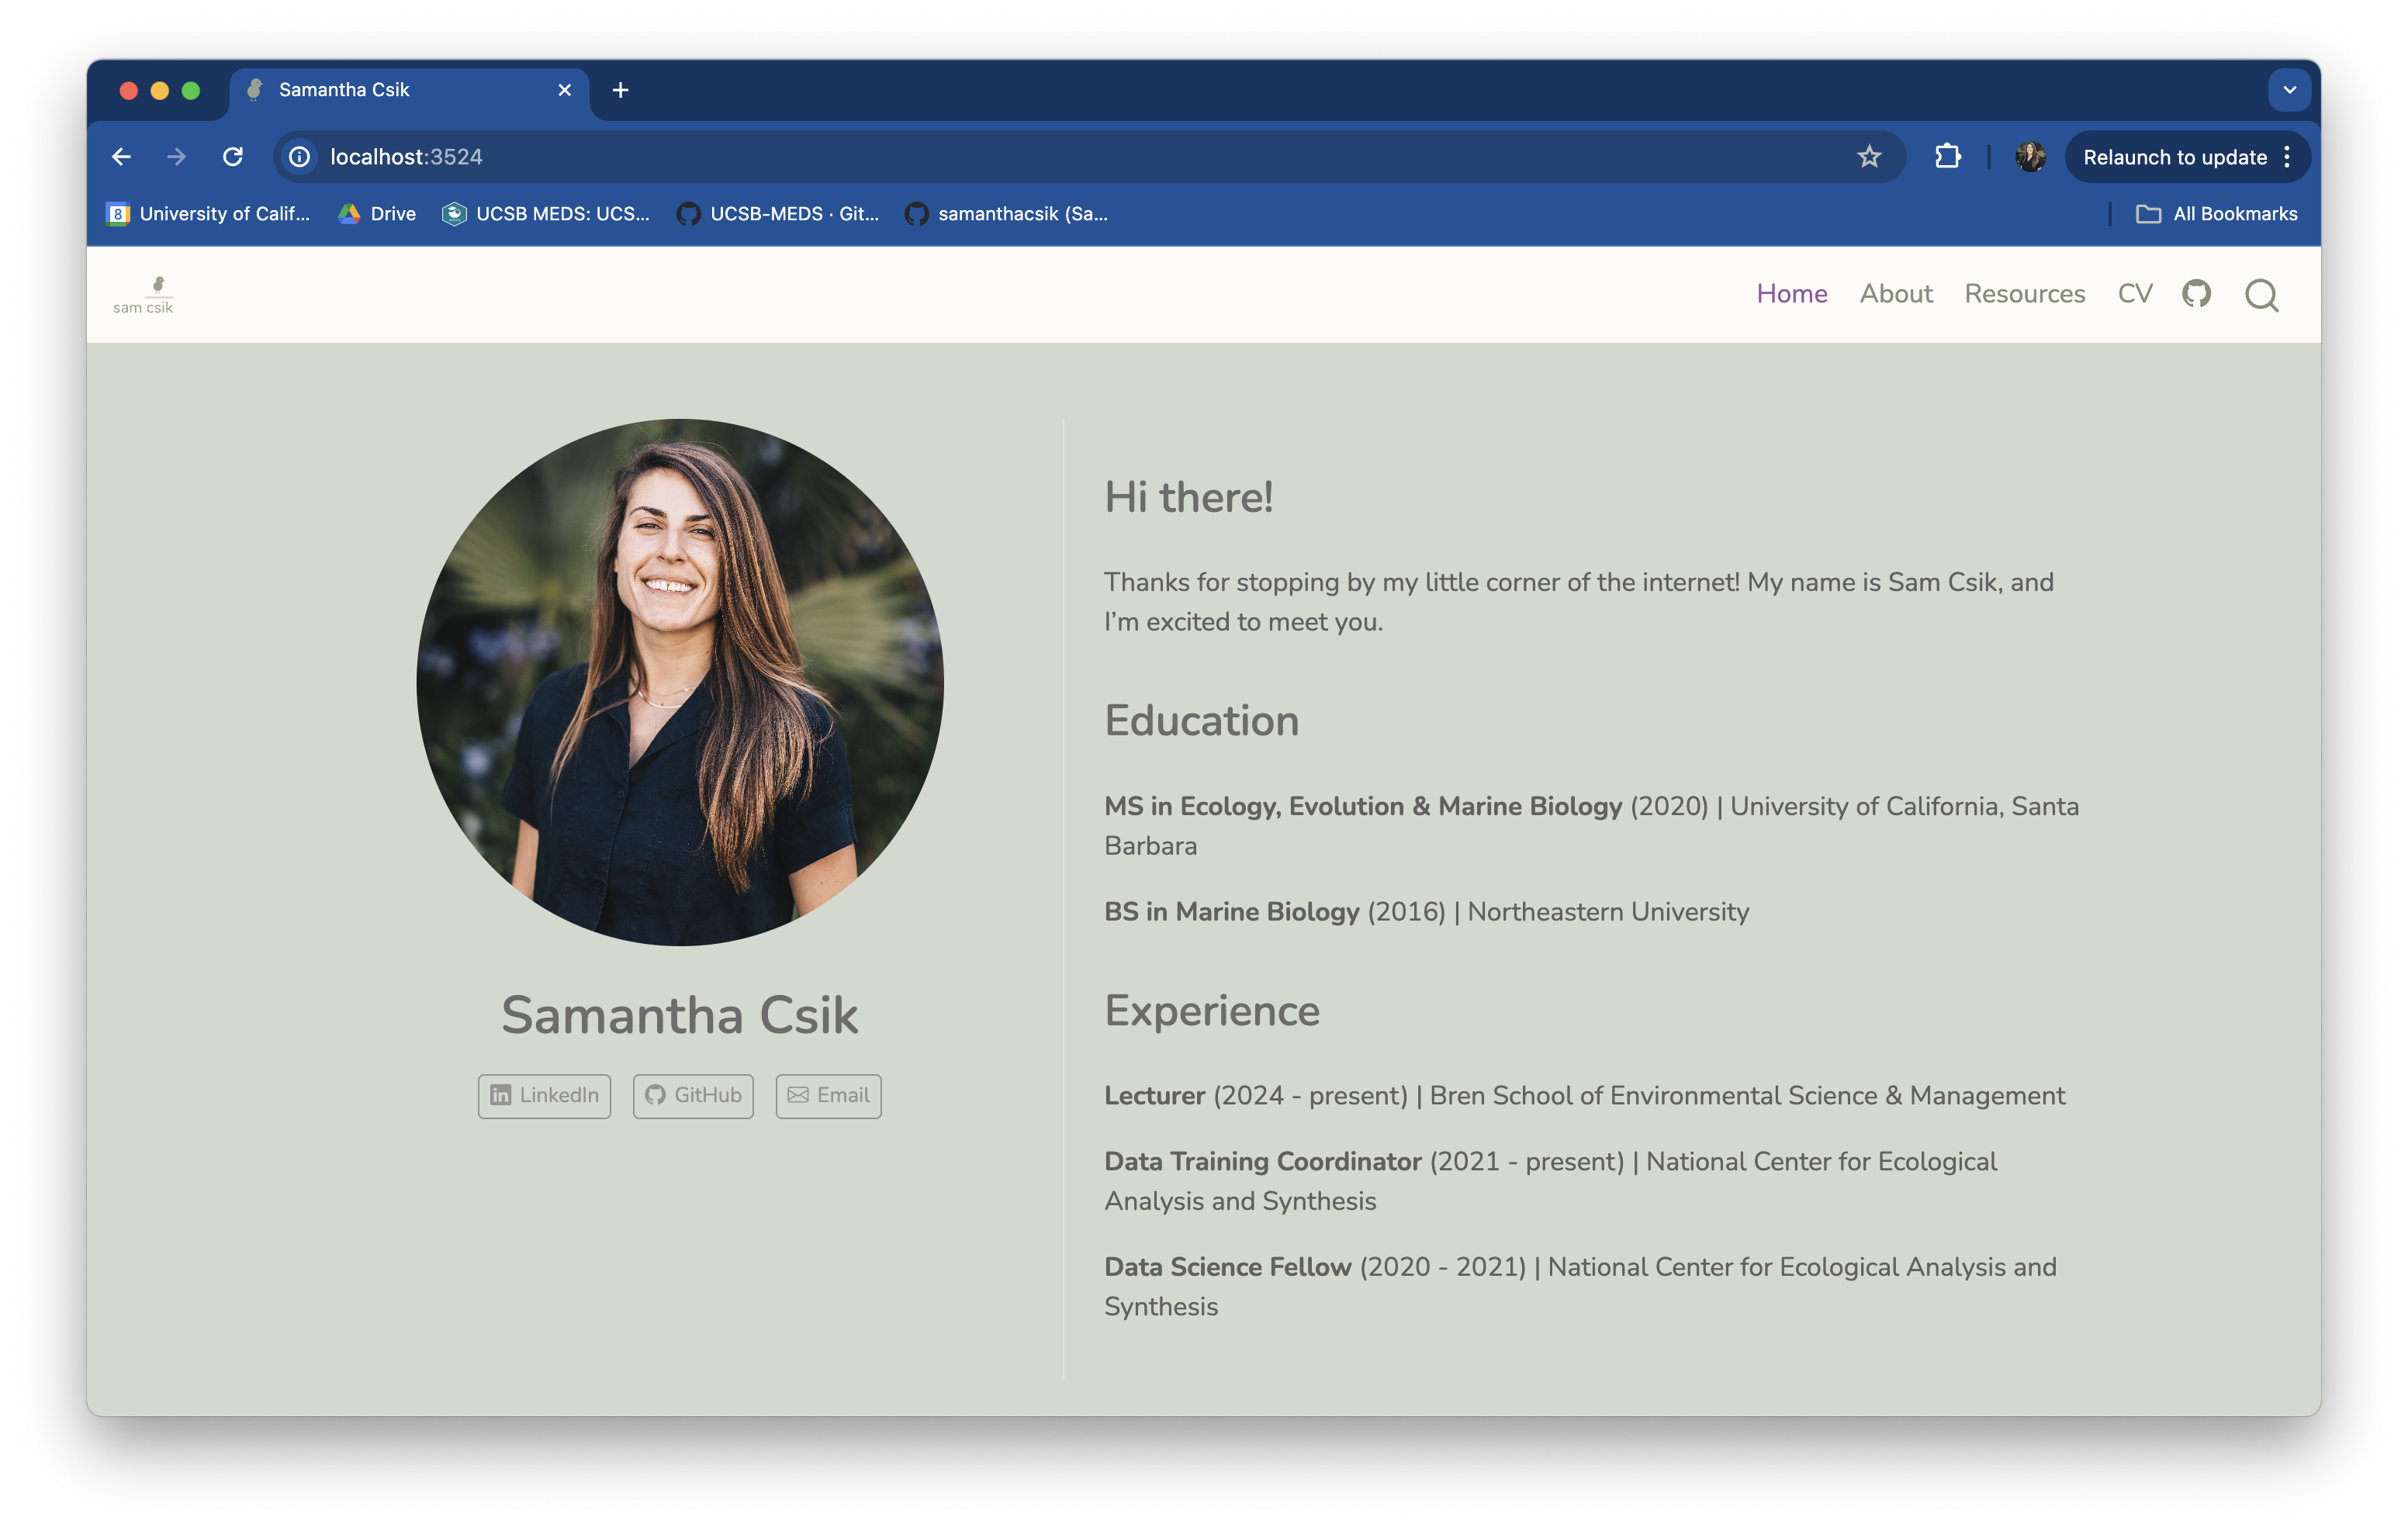 Samantha Csik
localhost:3524
Relaunch to update
University of Calif...
Drive
UCSB MEDS: UCS...
UCSB-MEDS · Git...
samanthacsik (Sa...
All Bookmarks
sam csik
Home
About
Resources
CV
Samantha Csik
LinkedIn
GitHub
Email
Hi there!
Thanks for stopping by my little corner of the internet! My name is Sam Csik, and
I’m excited to meet you.
Education
MS in Ecology, Evolution & Marine Biology (2020) | University of California, Santa
Barbara
BS in Marine Biology (2016) | Northeastern University
Experience
Lecturer (2024 - present) | Bren School of Environmental Science & Management
Data Training Coordinator (2021 - present) | National Center for Ecological
Analysis and Synthesis
Data Science Fellow (2020 - 2021) | National Center for Ecological Analysis and
Synthesis